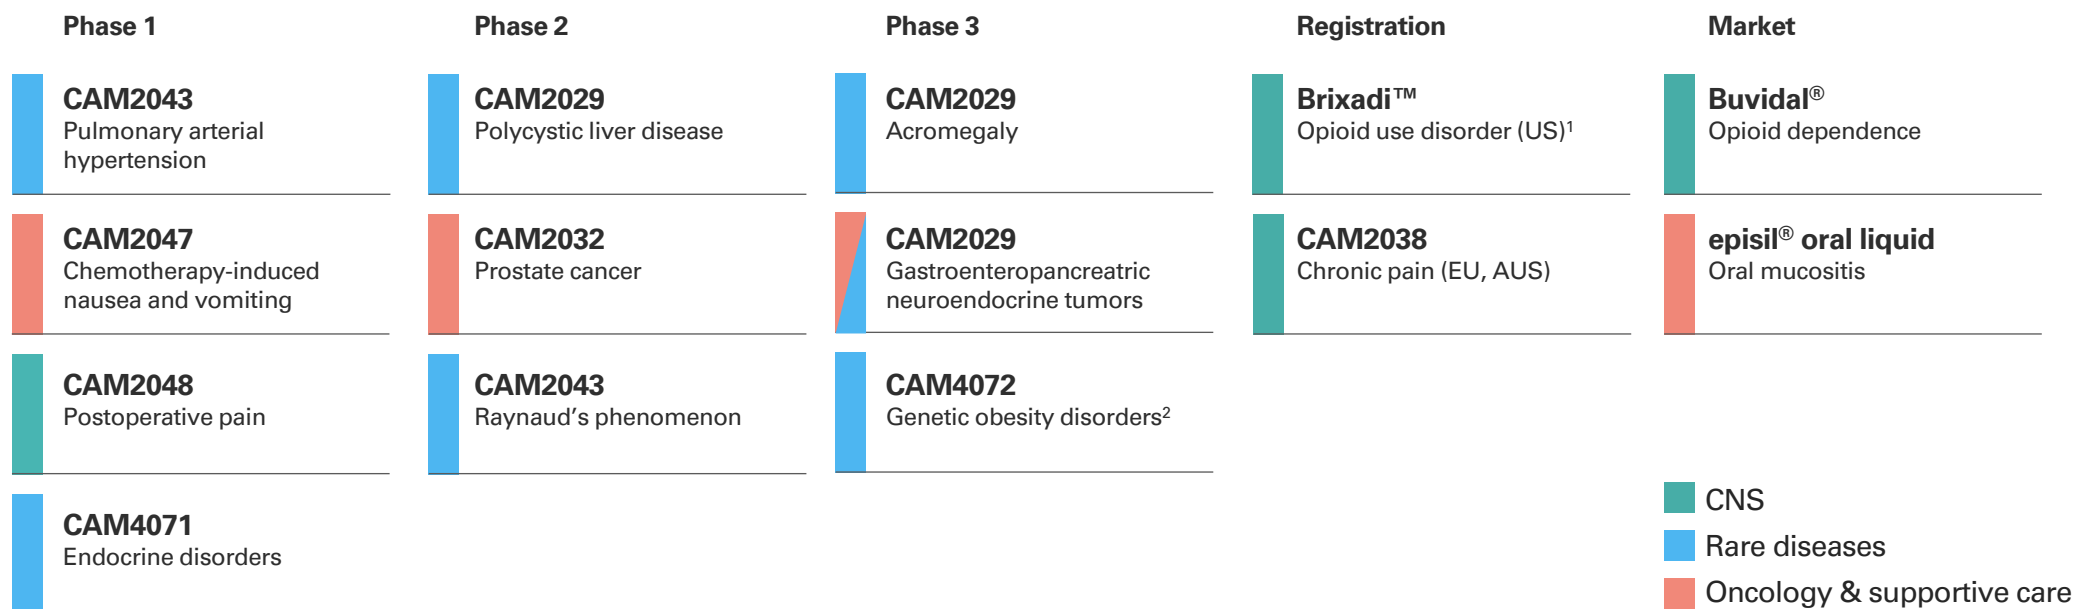 Phase 1
CAM2043
Pulmonary arterial
hypertension
CAM2047
Chemotherapy-induced
nausea and vomiting
CAM2048
Postoperative pain
CAM4071
Endocrine disorders
Phase 2
CAM2029
Polycystic liver disease
CAM2032
Prostate cancer
CAM2043
Raynaud’s phenomenon
Phase 3
CAM2029
Acromegaly
CAM2029
Gastroenteropancreatric
neuroendocrine tumors
CAM4072
Genetic obesity disorders²
Registration
Brixadi™
Opioid use disorder (US)¹
CAM2038
Chronic pain (EU, AUS)
Market
Buvidal®
Opioid dependence
episil® oral liquid
Oral mucositis
CNS
Rare diseases
Oncology & supportive care